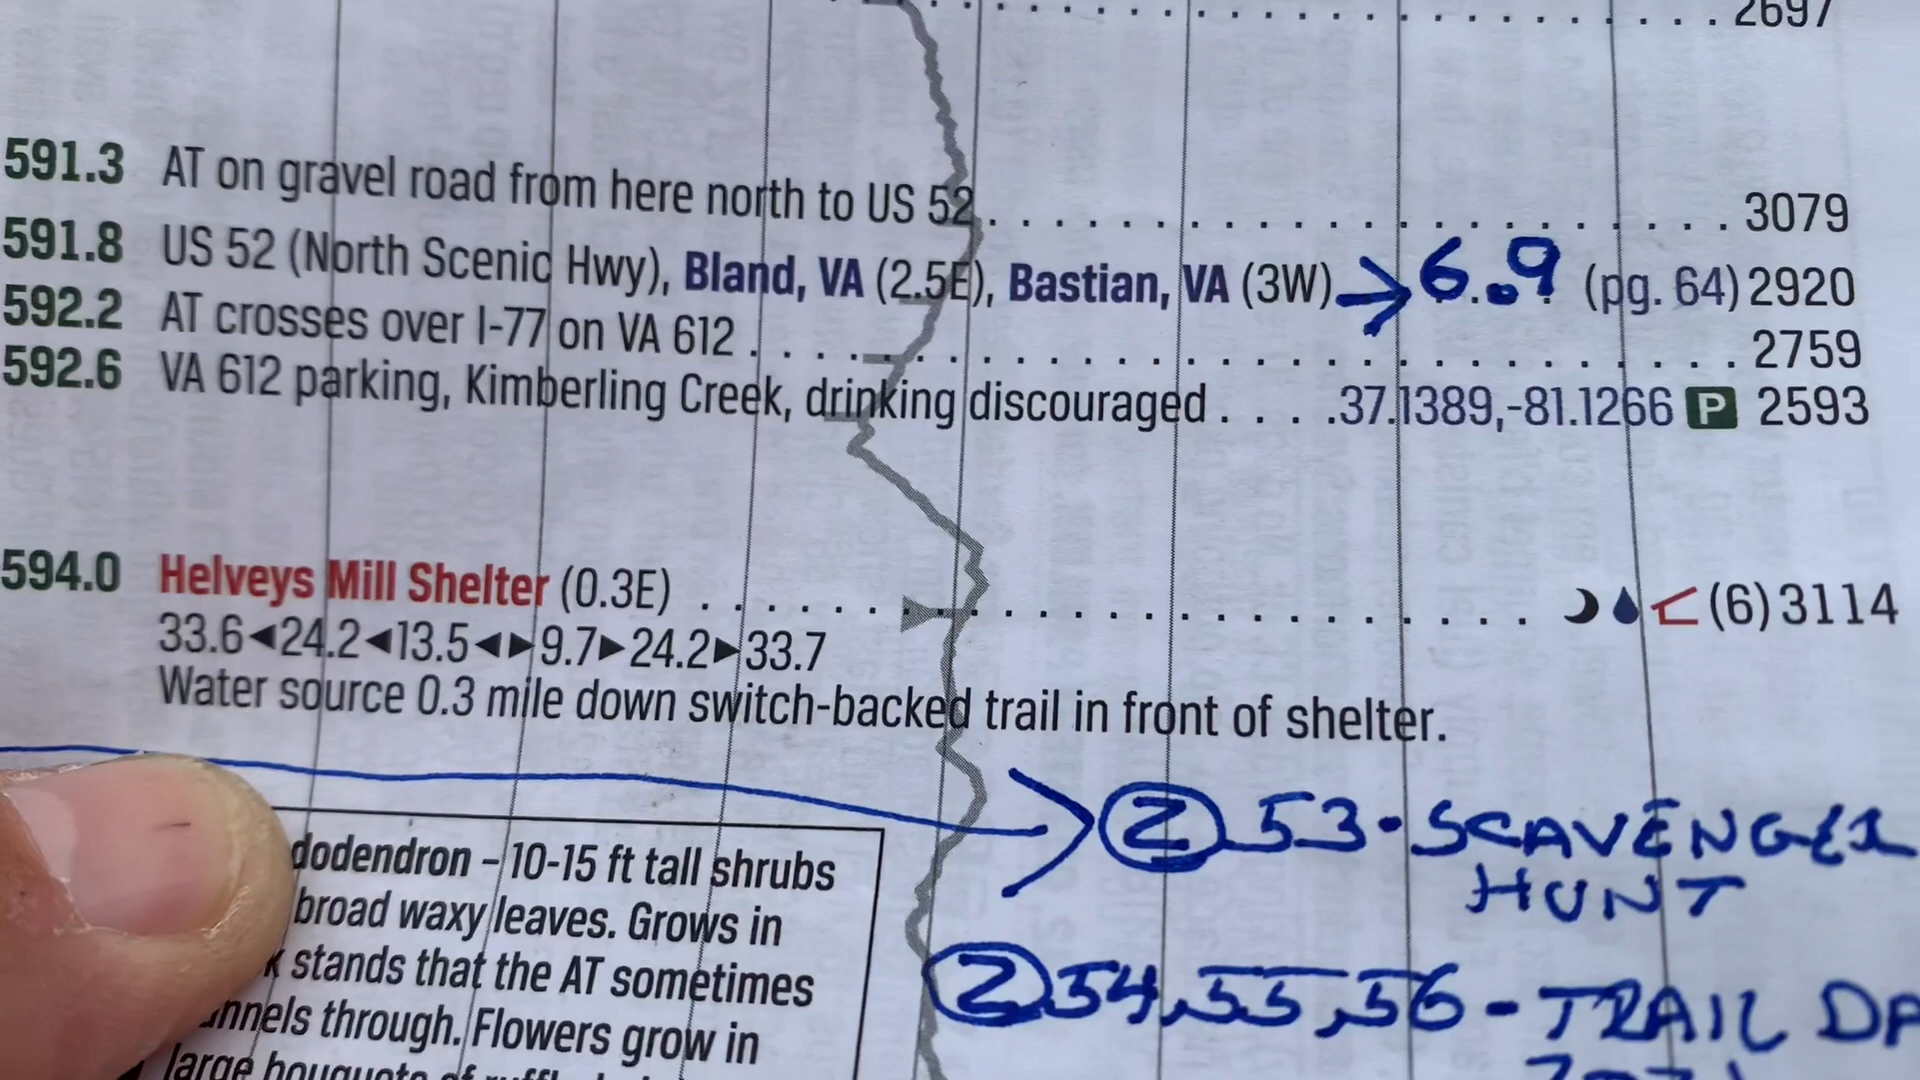 2697
591.3 AT on gravel road from here north to US 52 . . . . . . . . . . . . . . . . . . . . 3079
591.8 US 52 (North Scenic Hwy), Bland, VA (2.5E), Bastian, VA (3W) → 6.9 (pg. 64) 2920
592.2 AT crosses over I-77 on VA 612 . . . . . . . . . . . . . . . . . . . . 2759
592.6 VA 612 parking, Kimberling Creek, drinking discouraged . . . .37.1389,-81.1266 P 2593
594.0 Helveys Mill Shelter (0.3E) . . . . . . . . . . . . . . . . . . . . (6) 3114
33.6◀24.2◀13.5◀▶9.7▶24.2▶33.7
Water source 0.3 mile down switch-backed trail in front of shelter.
2 53 · SCAVENGER
HUNT
2 54, 55, 56 - TRAIL DA
dodendron – 10-15 ft tall shrubs
broad waxy leaves. Grows in
k stands that the AT sometimes
nnels through. Flowers grow in
large